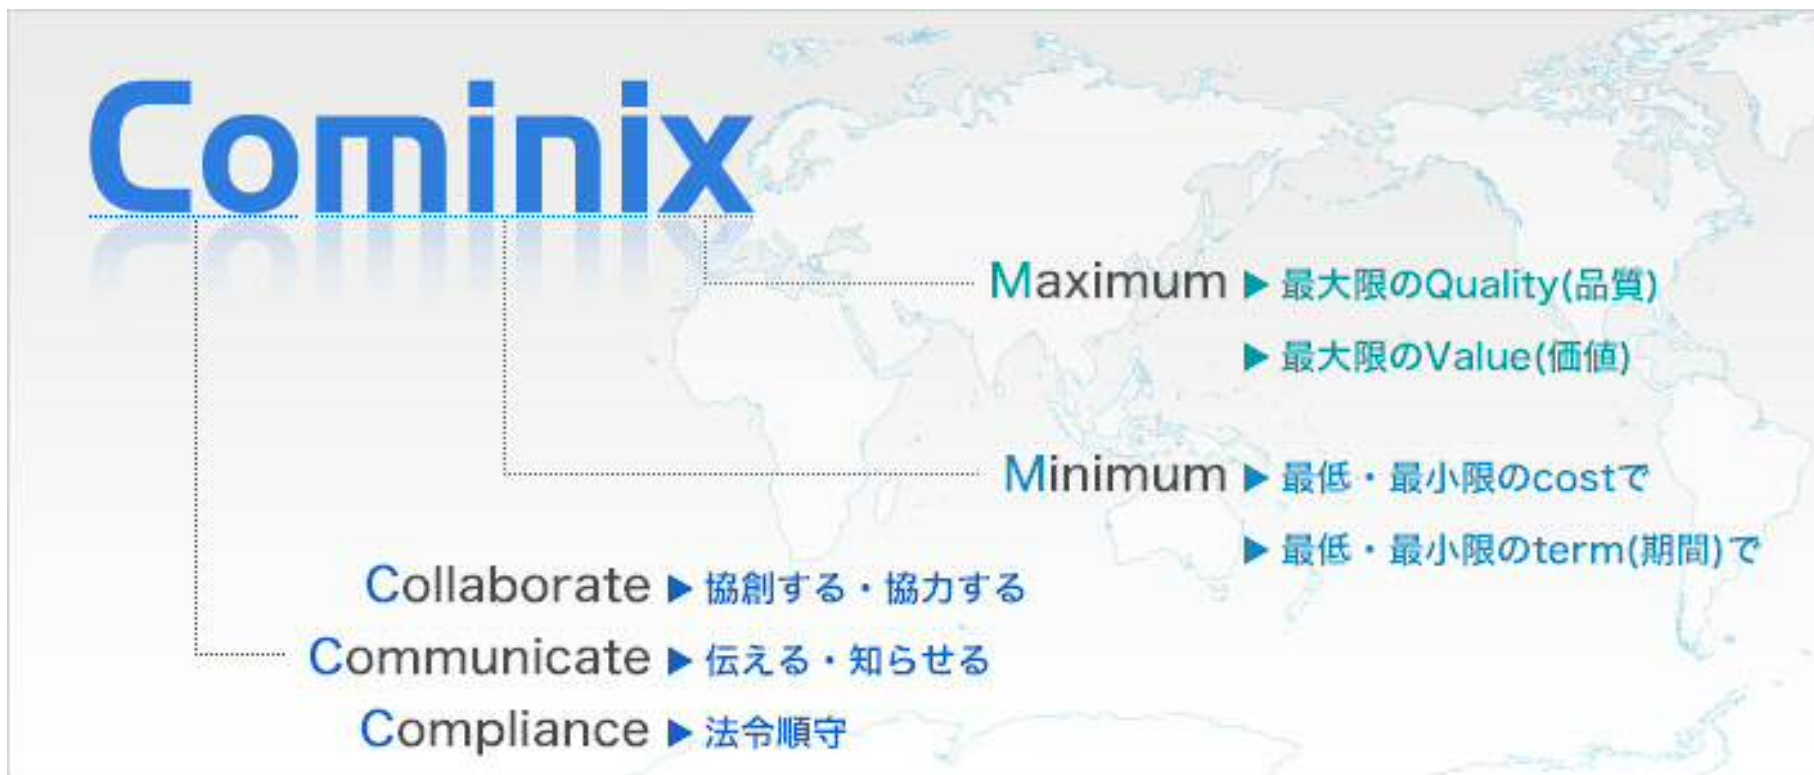 Cominix
Maximum ▶ 最大限のQuality(品質)
▶ 最大限のValue(価値)
Minimum ▶ 最低・最小限のcostで
▶ 最低・最小限のterm(期間)で
Collaborate ▶ 協創する・協力する
Communicate ▶ 伝える・知らせる
Compliance ▶ 法令順守